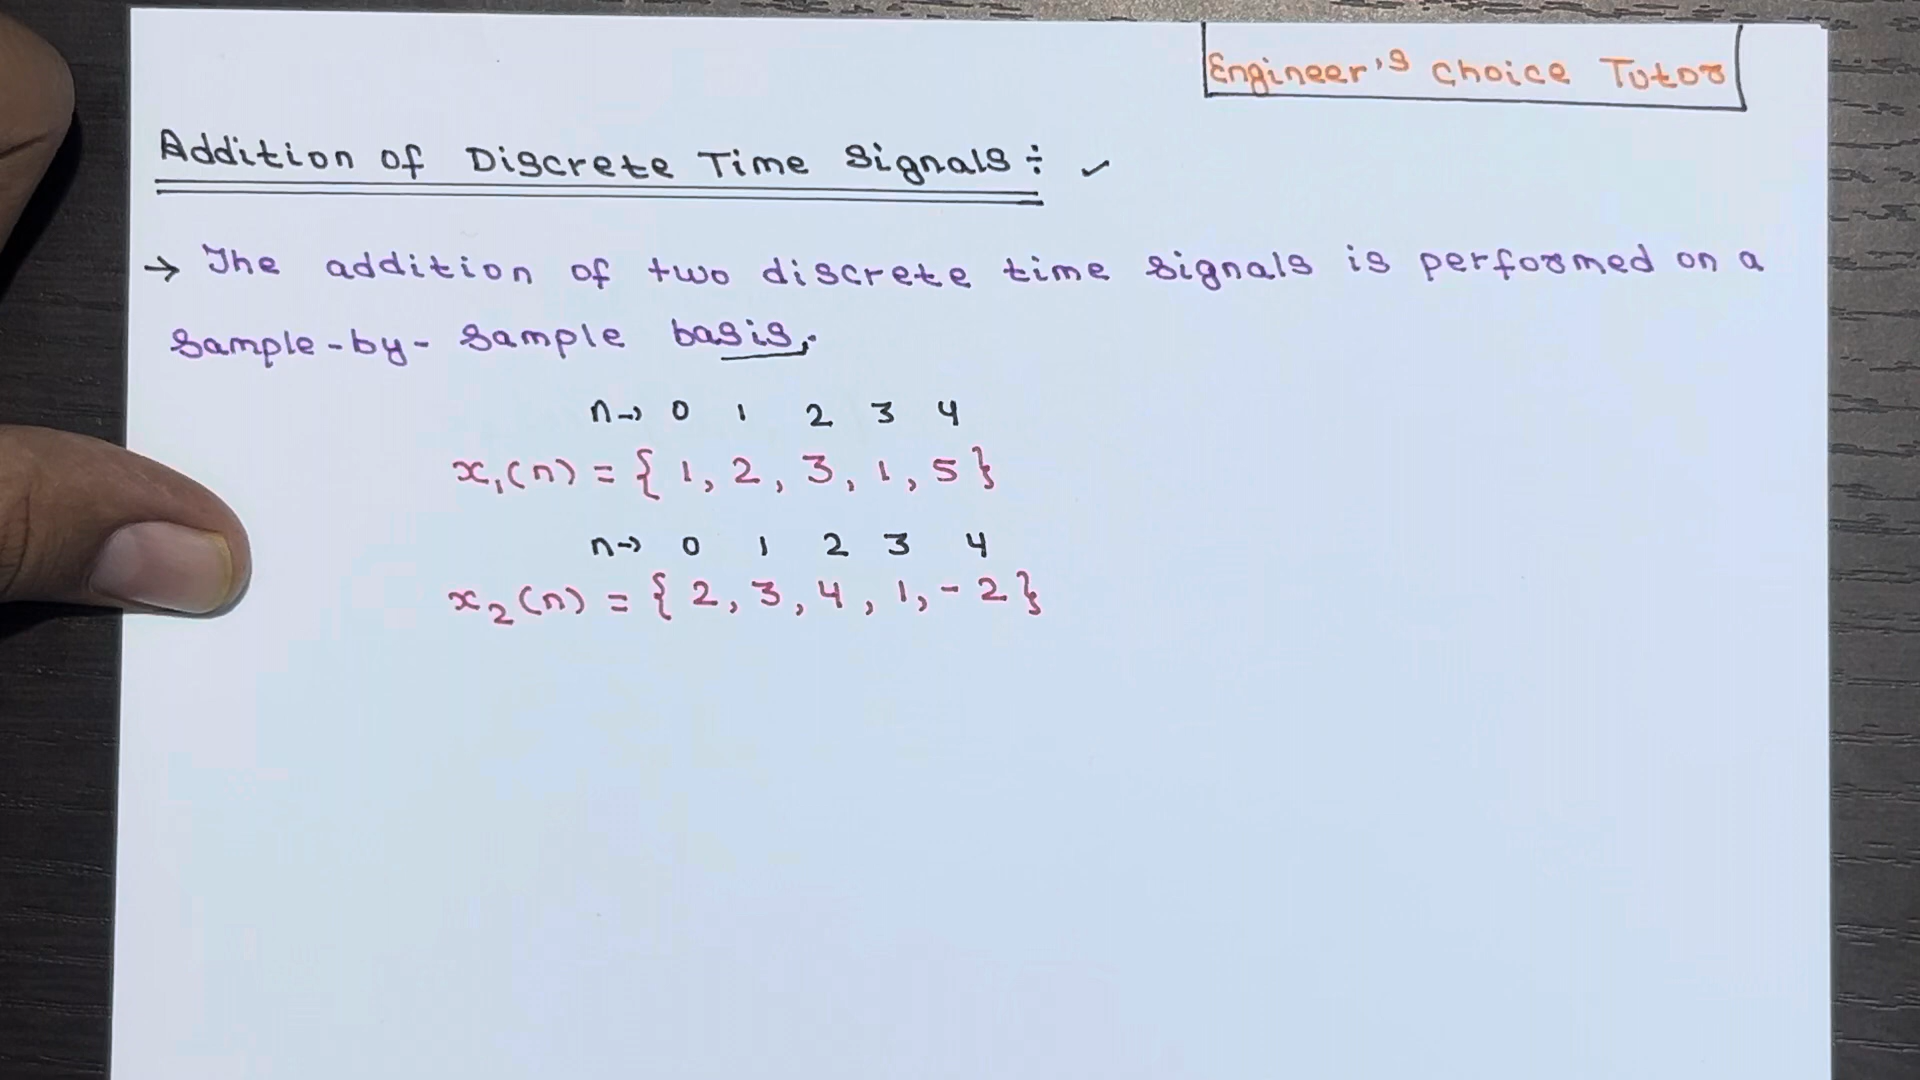 Engineer's choice Tutor
Addition of Discrete Time Signals ÷ ✓
→ The addition of two discrete time signals is performed on a
sample-by-sample basis.
n→ 0 1 2 3 4
x₁(n) = { 1, 2, 3, 1, 5 }
n→ 0 1 2 3 4
x₂(n) = { 2, 3, 4, 1, -2 }